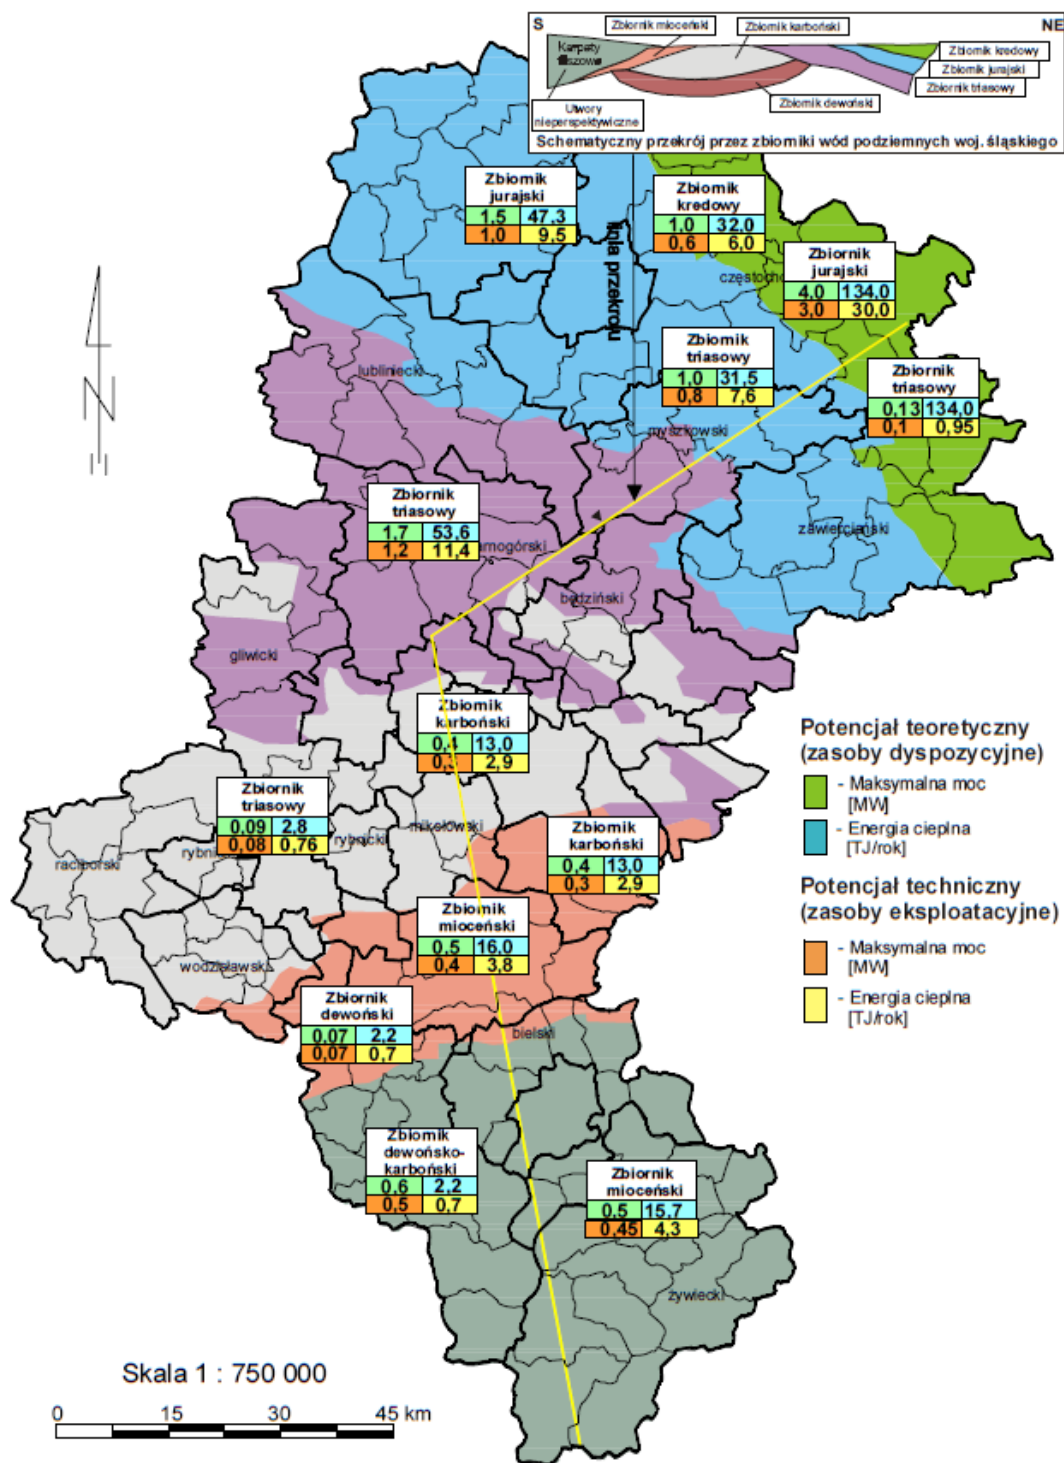 S
NE
Zbiornik mioceński
Zbiornik karboński
Karpaty
fliszowe
Zbiornik kredowy
Zbiornik jurajski
Zbiornik triasowy
Zbiornik dewoński
Utwory
nieperspektywiczne
Schematyczny przekrój przez zbiorniki wód podziemnych woj. śląskiego
Zbiornik
jurajski
1,5 47,3
1,0 9,5
Zbiornik
kredowy
1,0 32,0
0,6 6,0
linia przekroju
częstocho
Zbiornik
jurajski
4,0 134,0
3,0 30,0
Zbiornik
triasowy
1,0 31,5
0,8 7,6
Zbiornik
triasowy
0,13 134,0
0,1 0,95
lubliniecki
myszkowski
N
Zbiornik
triasowy
1,7 53,6
1,2 11,4
arnogórski
zawierciański
będziński
gliwicki
Zbiornik
karboński
0,4 13,0
0,3 2,9
Potencjał teoretyczny
(zasoby dyspozycyjne)
- Maksymalna moc
[MW]
- Energia cieplna
[TJ/rok]
Potencjał techniczny
(zasoby eksploatacyjne)
- Maksymalna moc
[MW]
- Energia cieplna
[TJ/rok]
Zbiornik
triasowy
0,09 2,8
0,08 0,76
mikołowski
rybnicki
rybni
raciborski
Zbiornik
karboński
0,4 13,0
0,3 2,9
Zbiornik
mioceński
0,5 16,0
0,4 3,8
wodzisławski
Zbiornik
dewoński
0,07 2,2
0,07 0,7
bielski
Zbiornik
dewońsko-
karboński
0,6 2,2
0,5 0,7
Zbiornik
mioceński
0,5 15,7
0,45 4,3
żywiecki
Skala 1 : 750 000
0 15 30 45 km